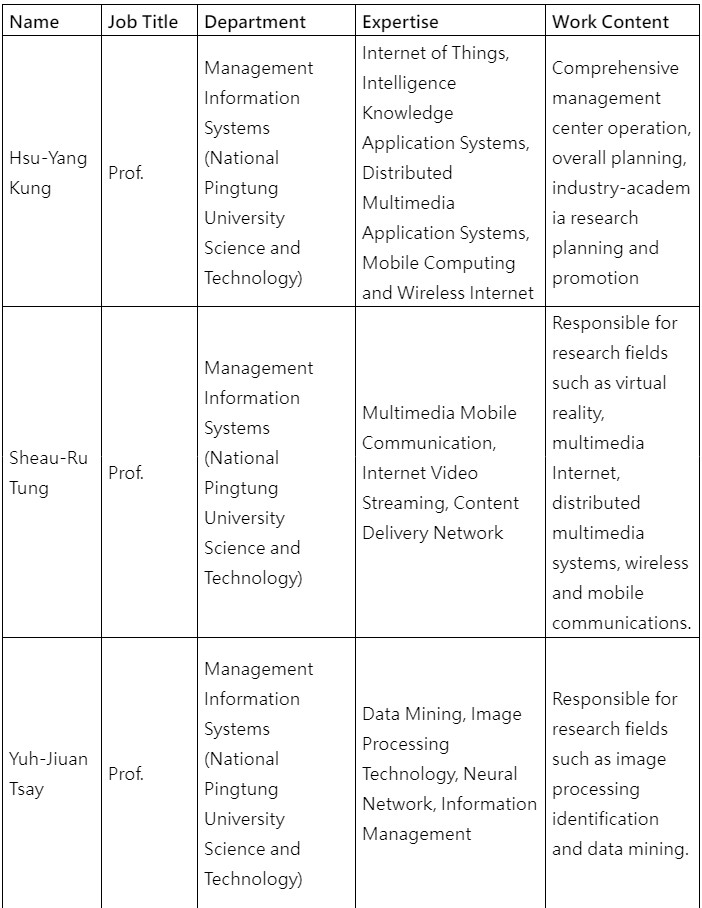 Name Job Title Department Expertise Work Content
Hsu-Yang
Kung
Prof.
Management
Information
Systems
(National
Pingtung
University
Science and
Technology)
Internet of Things,
Intelligence
Knowledge
Application Systems,
Distributed
Multimedia
Application Systems,
Mobile Computing
and Wireless Internet
Comprehensive
management
center operation,
overall planning,
industry-academ
ia research
planning and
promotion
Sheau-Ru
Tung
Prof.
Management
Information
Systems
(National
Pingtung
University
Science and
Technology)
Multimedia Mobile
Communication,
Internet Video
Streaming, Content
Delivery Network
Responsible for
research fields
such as virtual
reality,
multimedia
Internet,
distributed
multimedia
systems, wireless
and mobile
communications.
Yuh-Jiuan
Tsay
Prof.
Management
Information
Systems
(National
Pingtung
University
Science and
Technology)
Data Mining, Image
Processing
Technology, Neural
Network, Information
Management
Responsible for
research fields
such as image
processing
identification
and data mining.